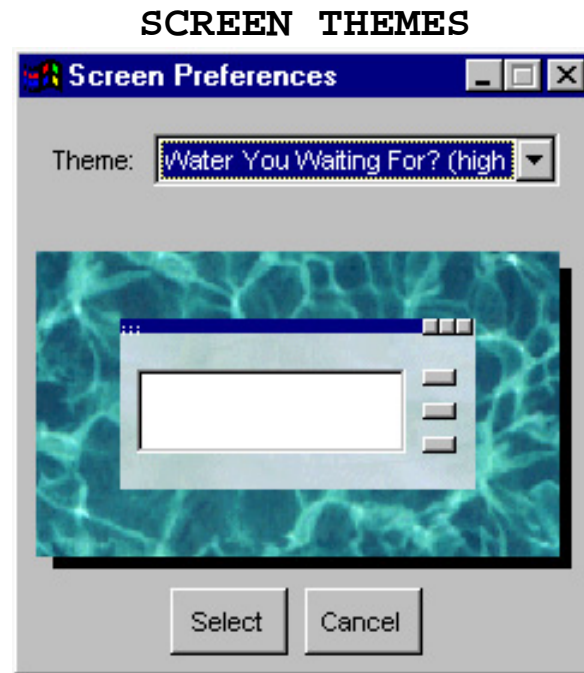 SCREEN THEMES
Screen Preferences
Theme: Water You Waiting For? (high
Select Cancel